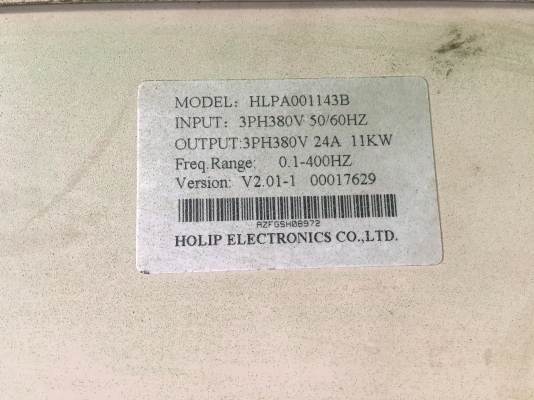 MODEL: HLPA001143B
INPUT: 3PH380V 50/60HZ
OUTPUT:3PH380V 24A 11KW
Freq.Range: 0.1-400HZ
Version: V2.01-1 00017629
AZFGSH08972
HOLIP ELECTRONICS CO.,LTD.